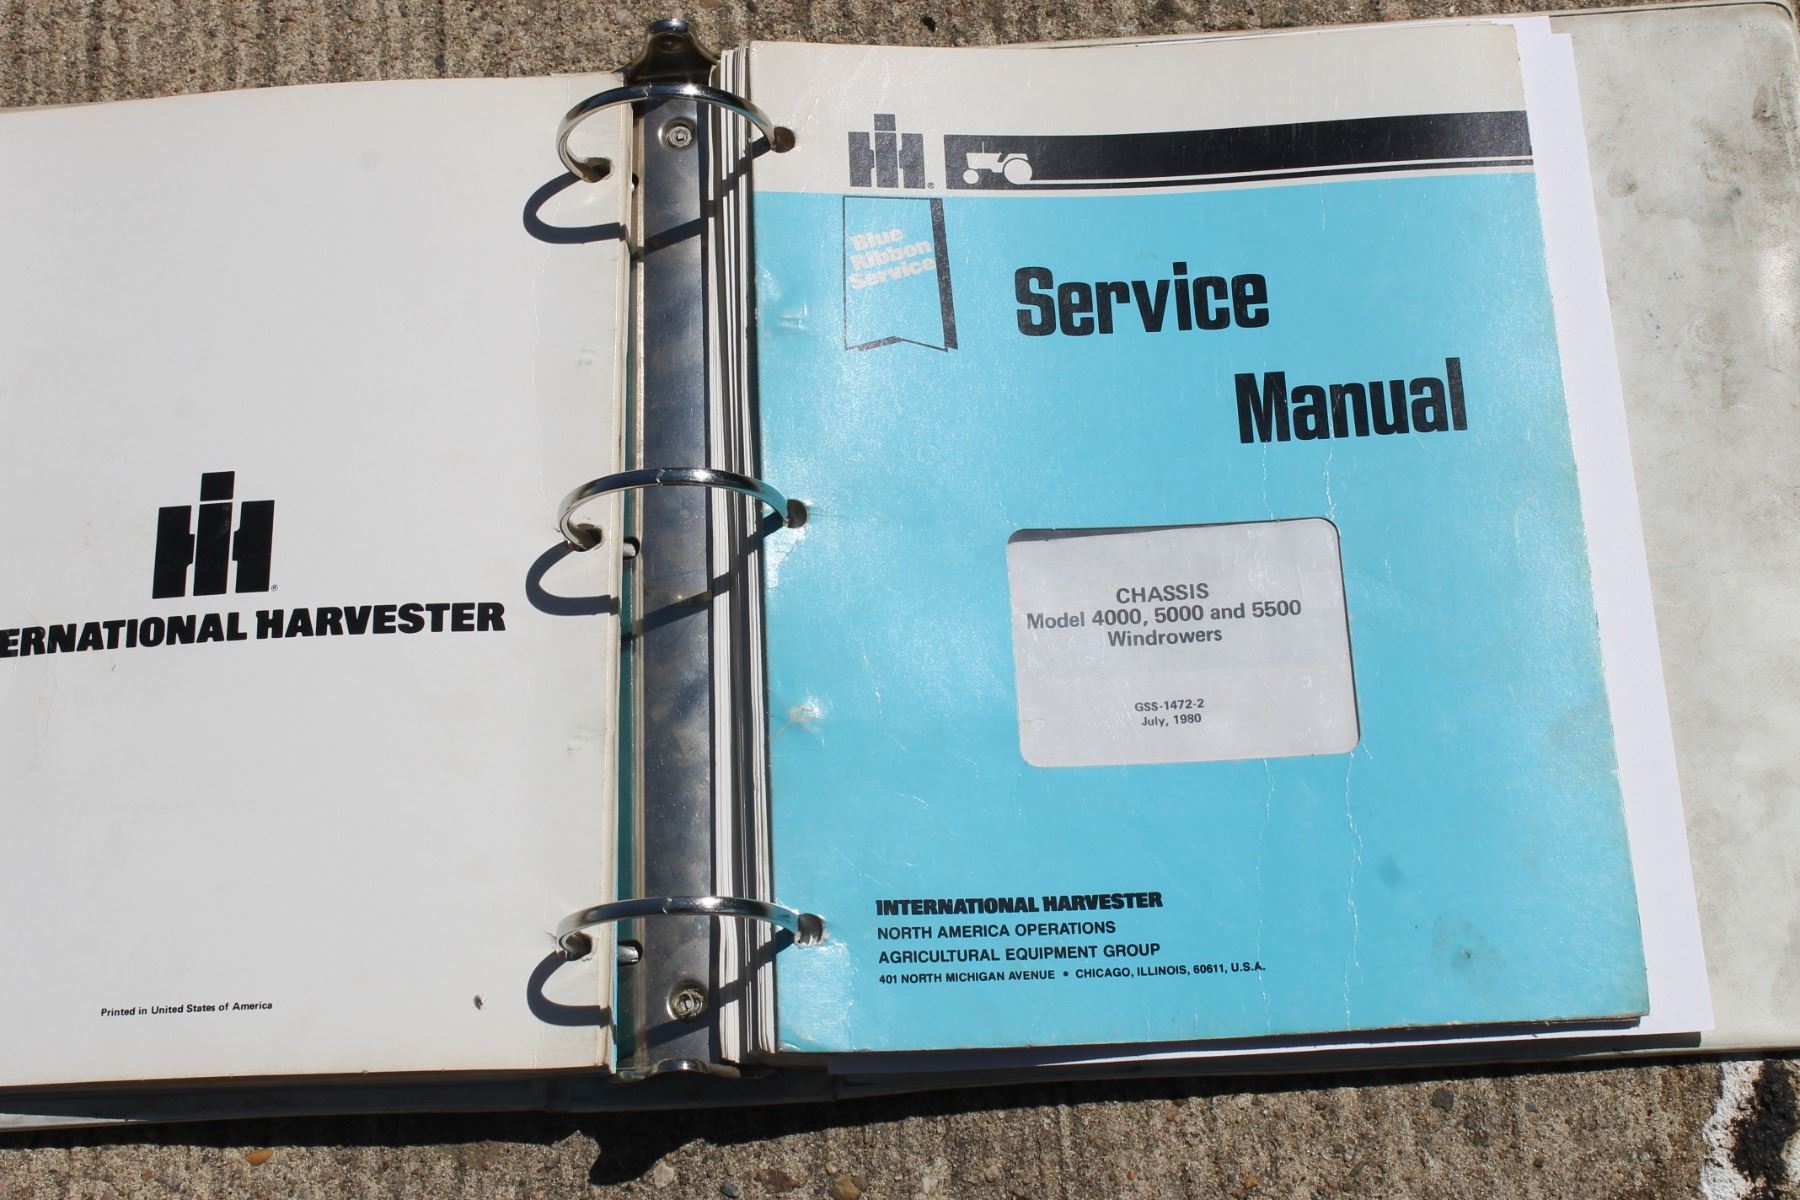 IH
ERNATIONAL HARVESTER
Printed in United States of America
IH
Blue
Ribbon
Service
Service
Manual
CHASSIS
Model 4000, 5000 and 5500
Windrowers
GSS-1472-2
July, 1980
INTERNATIONAL HARVESTER
NORTH AMERICA OPERATIONS
AGRICULTURAL EQUIPMENT GROUP
401 NORTH MICHIGAN AVENUE • CHICAGO, ILLINOIS, 60611, U.S.A.